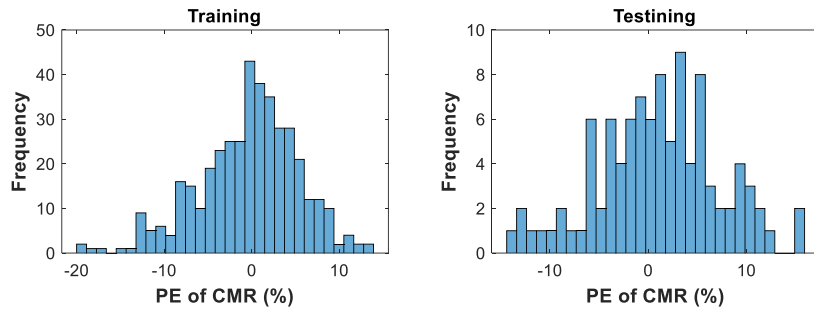 Training
50
40
30
20
10
0
Frequency
-20 -10 0 10
PE of CMR (%)
Testining
10
8
6
4
2
0
Frequency
-10 0 10
PE of CMR (%)